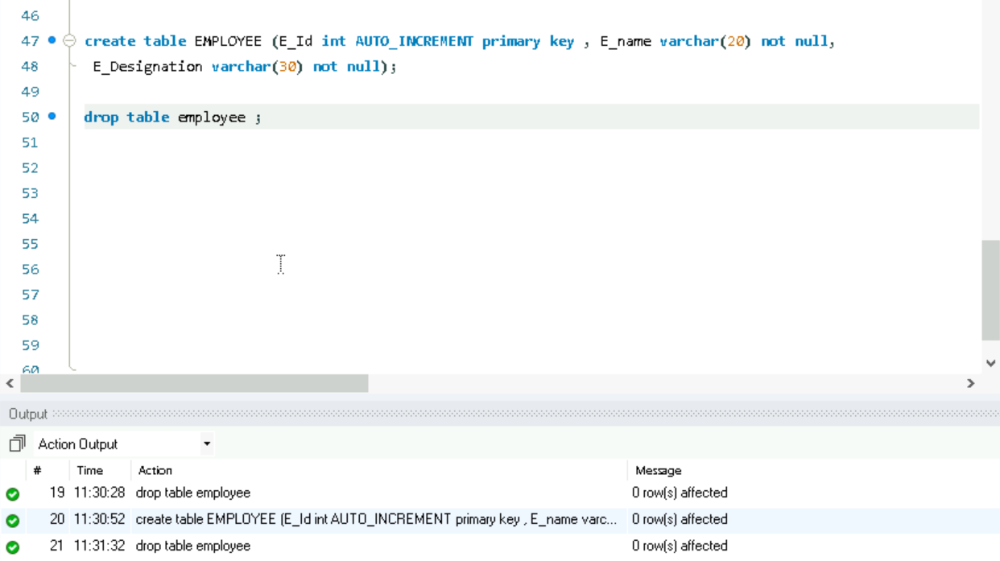 46
47 create table EMPLOYEE (E_Id int AUTO_INCREMENT primary key , E_name varchar(20) not null,
48 E_Designation varchar(30) not null);
49
50 drop table employee ;
51
52
53
54
55
56
57
58
59
60
Output
Action Output
# Time Action Message
19 11:30:28 drop table employee 0 row(s) affected
20 11:30:52 create table EMPLOYEE (E_Id int AUTO_INCREMENT primary key , E_name varc... 0 row(s) affected
21 11:31:32 drop table employee 0 row(s) affected